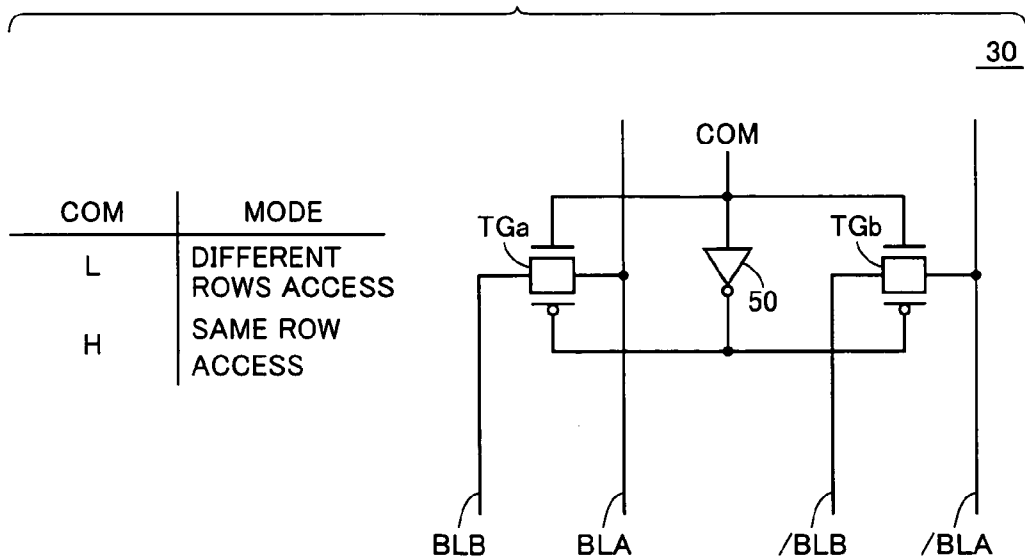 30
COM
COM MODE
TGa TGb
L DIFFERENT
ROWS ACCESS
50
H SAME ROW
ACCESS
BLB BLA /BLB /BLA